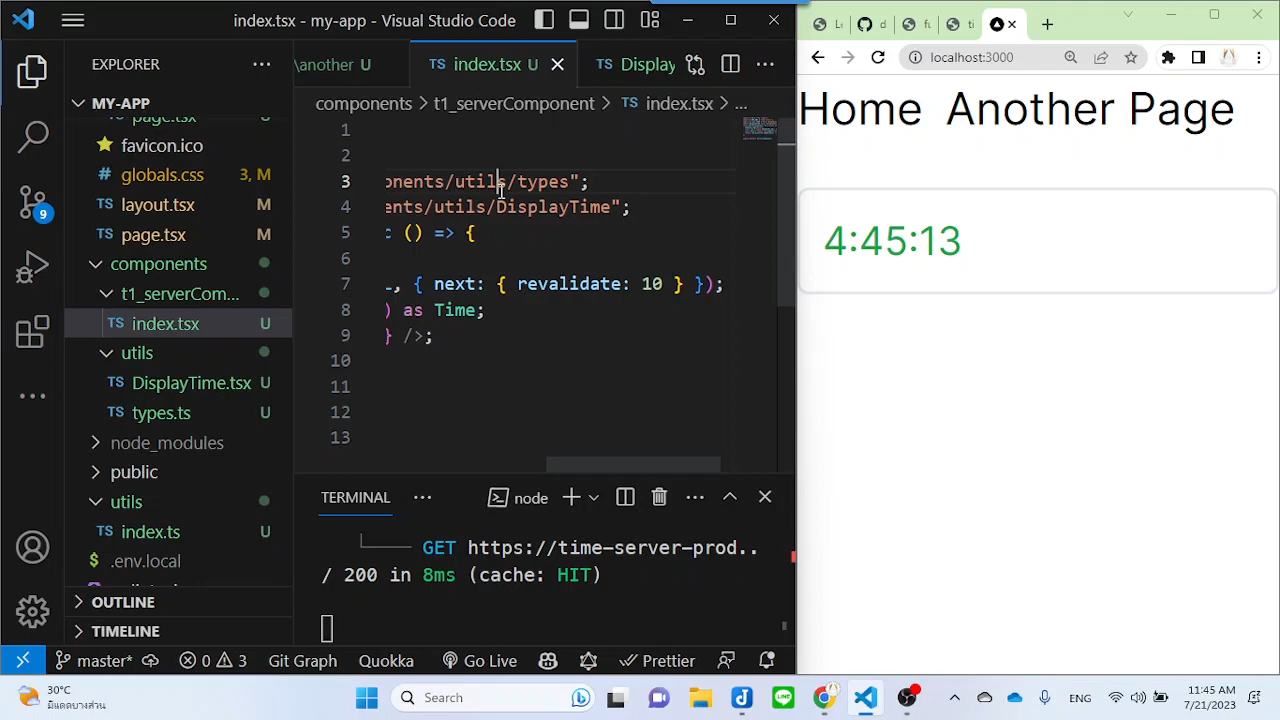 index.tsx - my-app - Visual Studio Code
EXPLORER
MY-APP
page.tsx
favicon.ico
globals.css 3, M
layout.tsx M
page.tsx M
components
t1_serverCom...
index.tsx U
utils
DisplayTime.tsx U
types.ts U
node_modules
public
utils
index.ts U
.env.local
OUTLINE
TIMELINE
\another U
index.tsx U
Display
components > t1_serverComponent > index.tsx > ...
1
2
3 onents/utils/types";
4 ents/utils/DisplayTime";
5 c () => {
6
7 , { next: { revalidate: 10 } });
8 ) as Time;
9 } />;
10
11
12
13
TERMINAL
node
GET https://time-server-prod..
/ 200 in 8ms (cache: HIT)
master*
0 3
Git Graph
Quokka
Go Live
Prettier
9
localhost:3000
Home Another Page
4:45:13
30°C
Search
ENG
11:45 AM
7/21/2023